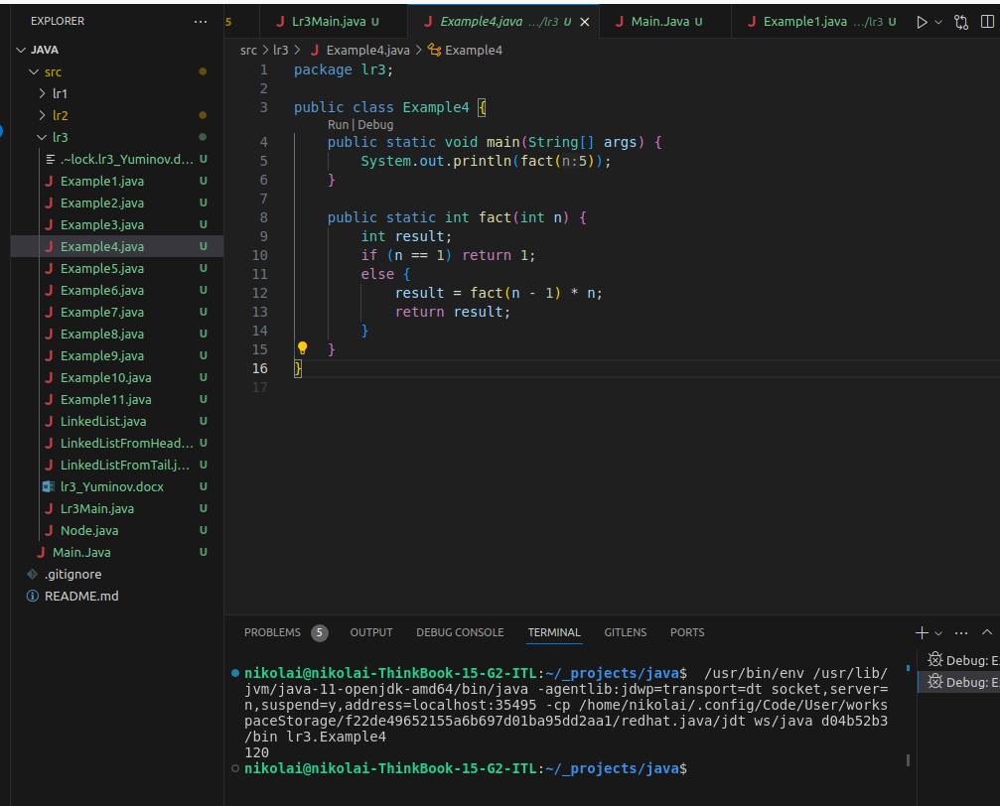 EXPLORER
5
Lr3Main.java U
Example4.java .../lr3 U
Main.Java U
Example1.java .../lr3 U
JAVA
src
lr1
lr2
lr3
.~lock.lr3_Yuminov.d... U
Example1.java U
Example2.java U
Example3.java U
Example4.java U
Example5.java U
Example6.java U
Example7.java U
Example8.java U
Example9.java U
Example10.java U
Example11.java U
LinkedList.java U
LinkedListFromHead... U
LinkedListFromTail.j... U
lr3_Yuminov.docx U
Lr3Main.java U
Node.java U
Main.Java U
.gitignore
README.md
src > lr3 > Example4.java > Example4
1 package lr3;
2
3 public class Example4 {
Run | Debug
4 public static void main(String[] args) {
5 System.out.println(fact(n:5));
6 }
7
8 public static int fact(int n) {
9 int result;
10 if (n == 1) return 1;
11 else {
12 result = fact(n - 1) * n;
13 return result;
14 }
15 }
16 }
17
PROBLEMS 5 OUTPUT DEBUG CONSOLE TERMINAL GITLENS PORTS
nikolai@nikolai-ThinkBook-15-G2-ITL:~/_projects/java$ /usr/bin/env /usr/lib/
jvm/java-11-openjdk-amd64/bin/java -agentlib:jdwp=transport=dt socket,server=
n,suspend=y,address=localhost:35495 -cp /home/nikolai/.config/Code/User/works
paceStorage/f22de49652155a6b697d01ba95dd2aa1/redhat.java/jdt ws/java d04b52b3
/bin lr3.Example4
120
nikolai@nikolai-ThinkBook-15-G2-ITL:~/_projects/java$
Debug: E
Debug: E